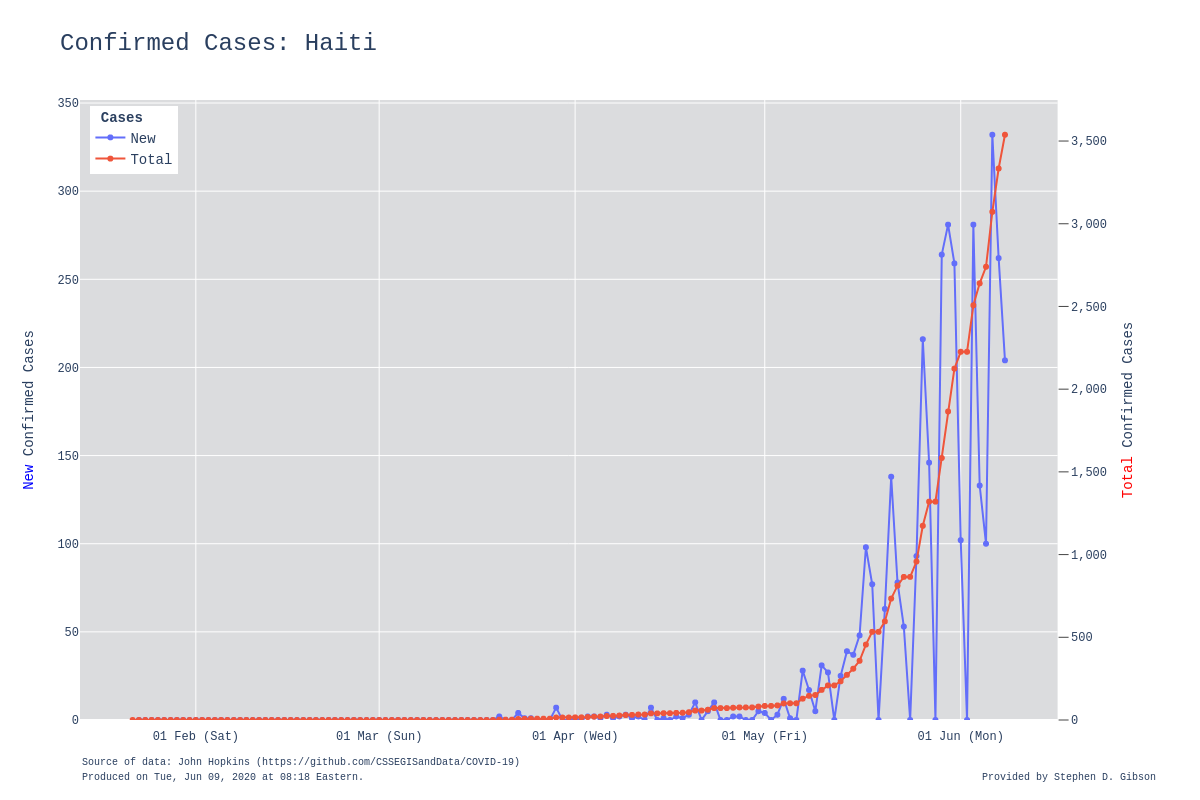 Confirmed Cases: Haiti
Cases
New
Total
350
300
250
200
150
100
50
0
New Confirmed Cases
3,500
3,000
2,500
2,000
1,500
1,000
500
0
Total Confirmed Cases
01 Feb (Sat)
01 Mar (Sun)
01 Apr (Wed)
01 May (Fri)
01 Jun (Mon)
Source of data: John Hopkins (https://github.com/CSSEGISandData/COVID-19)
Produced on Tue, Jun 09, 2020 at 08:18 Eastern.
Provided by Stephen D. Gibson